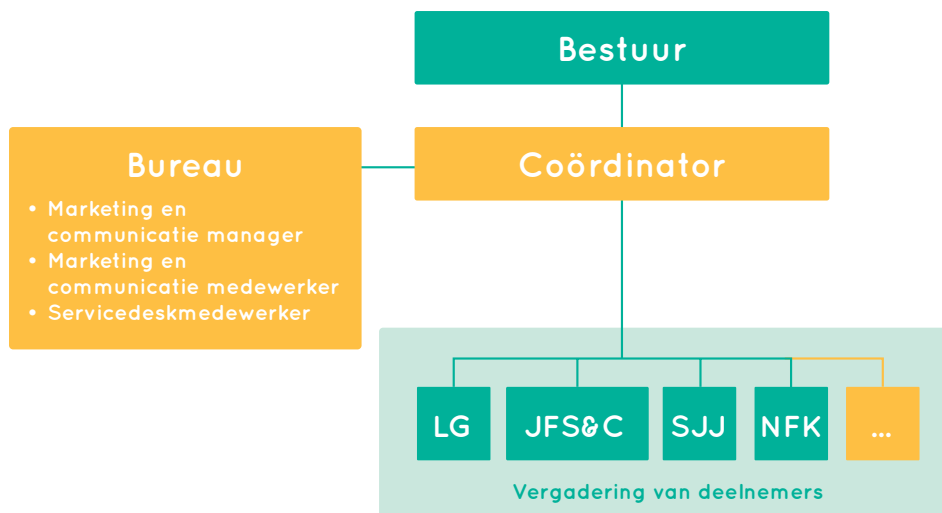 Bestuur
Bureau
Coördinator
• Marketing en
communicatie manager
• Marketing en
communicatie medewerker
• Servicedeskmedewerker
LG
JFS&C
SJJ
NFK
...
Vergadering van deelnemers